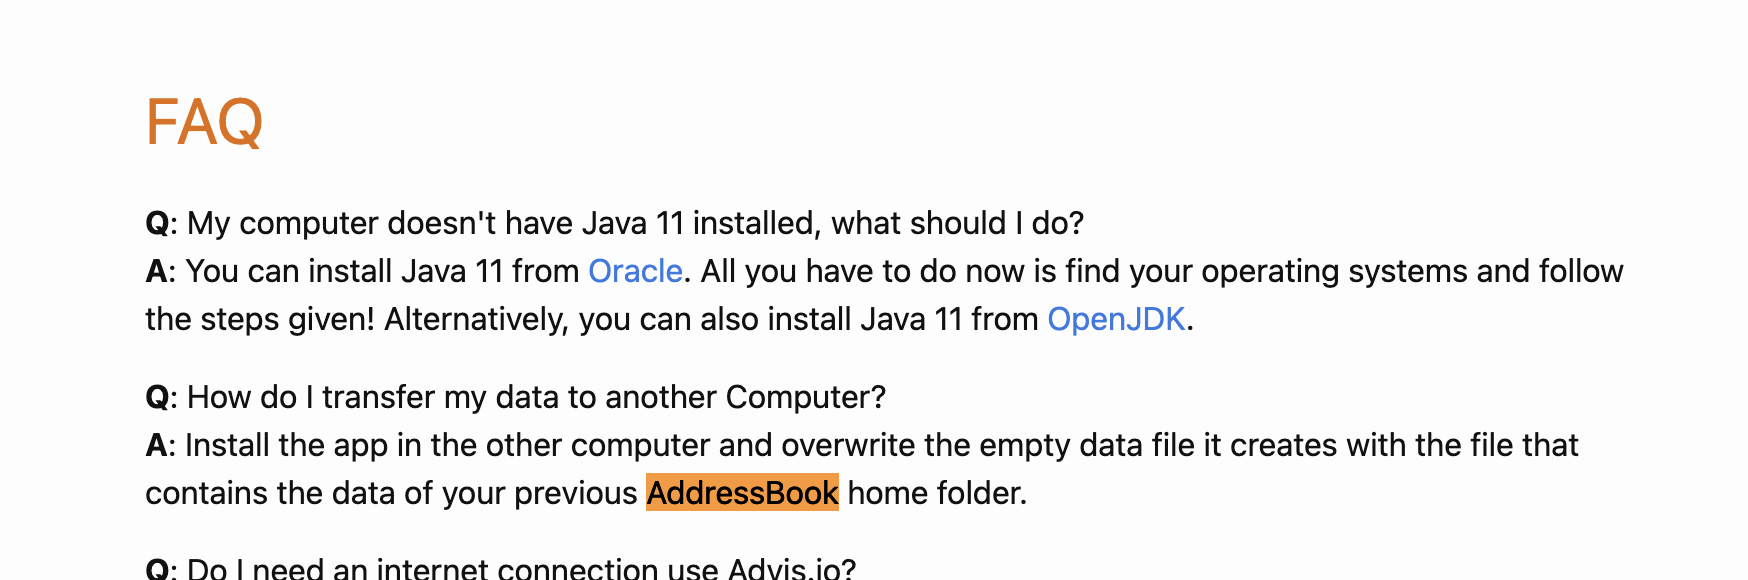 FAQ
Q: My computer doesn't have Java 11 installed, what should I do?
A: You can install Java 11 from Oracle. All you have to do now is find your operating systems and follow
the steps given! Alternatively, you can also install Java 11 from OpenJDK.
Q: How do I transfer my data to another Computer?
A: Install the app in the other computer and overwrite the empty data file it creates with the file that
contains the data of your previous AddressBook home folder.
Q: Do I need an internet connection use Advis.io?